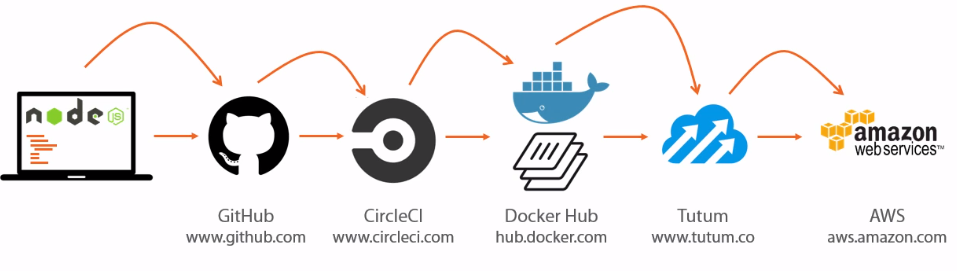 node
JS
amazon
web services™
GitHub
www.github.com
CircleCI
www.circleci.com
Docker Hub
hub.docker.com
Tutum
www.tutum.co
AWS
aws.amazon.com